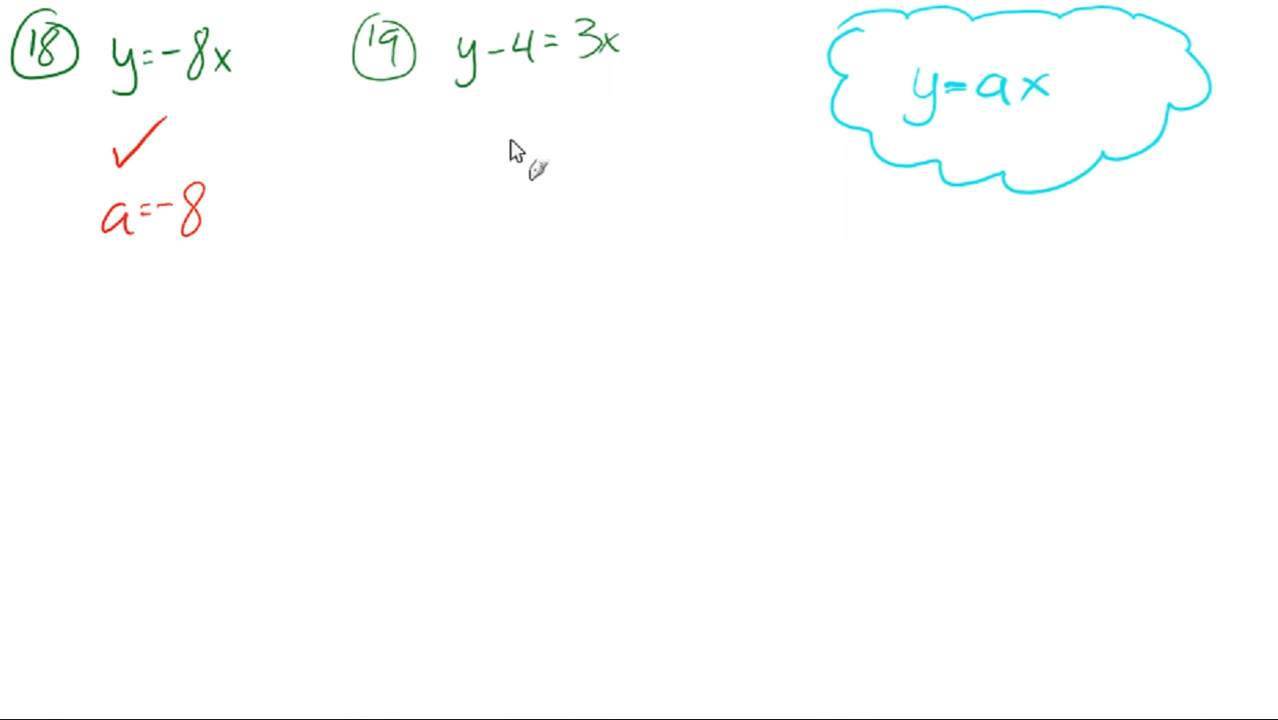 18 y=-8x
✓
a=-8
19 y-4=3x
y=ax